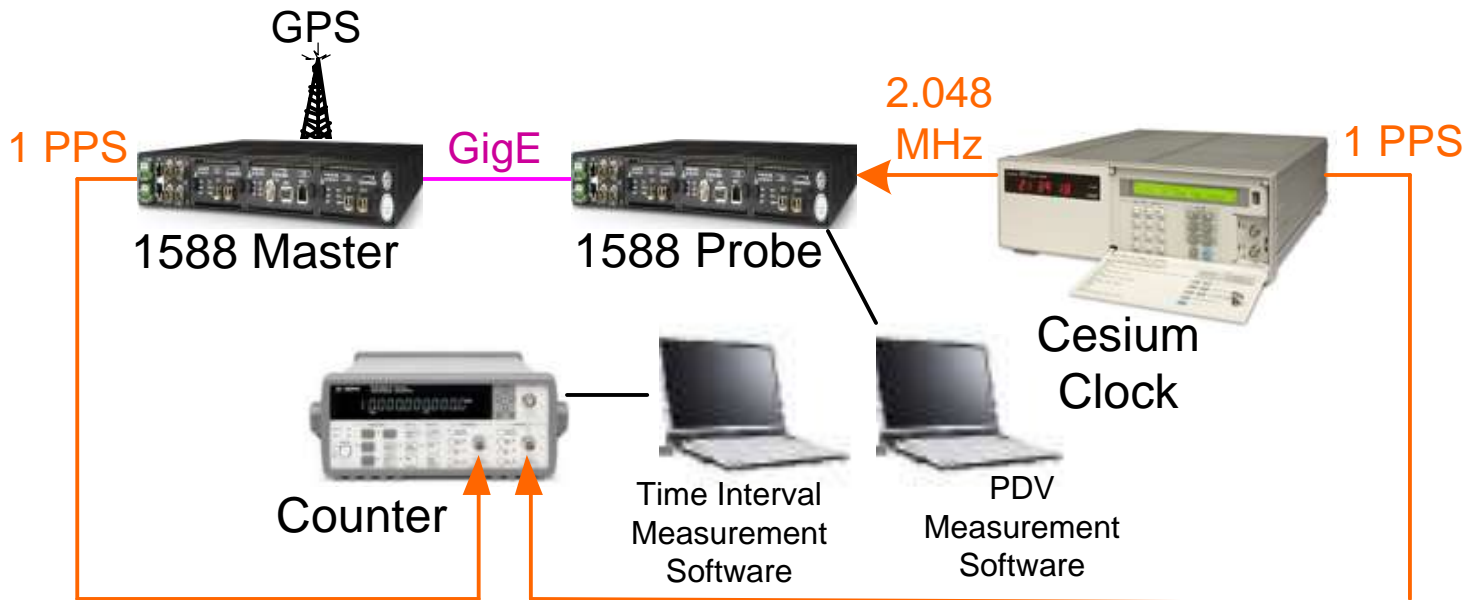 GPS
1 PPS
GigE
2.048
MHz
1 PPS
1588 Master
1588 Probe
Cesium
Clock
Counter
Time Interval
Measurement
Software
PDV
Measurement
Software